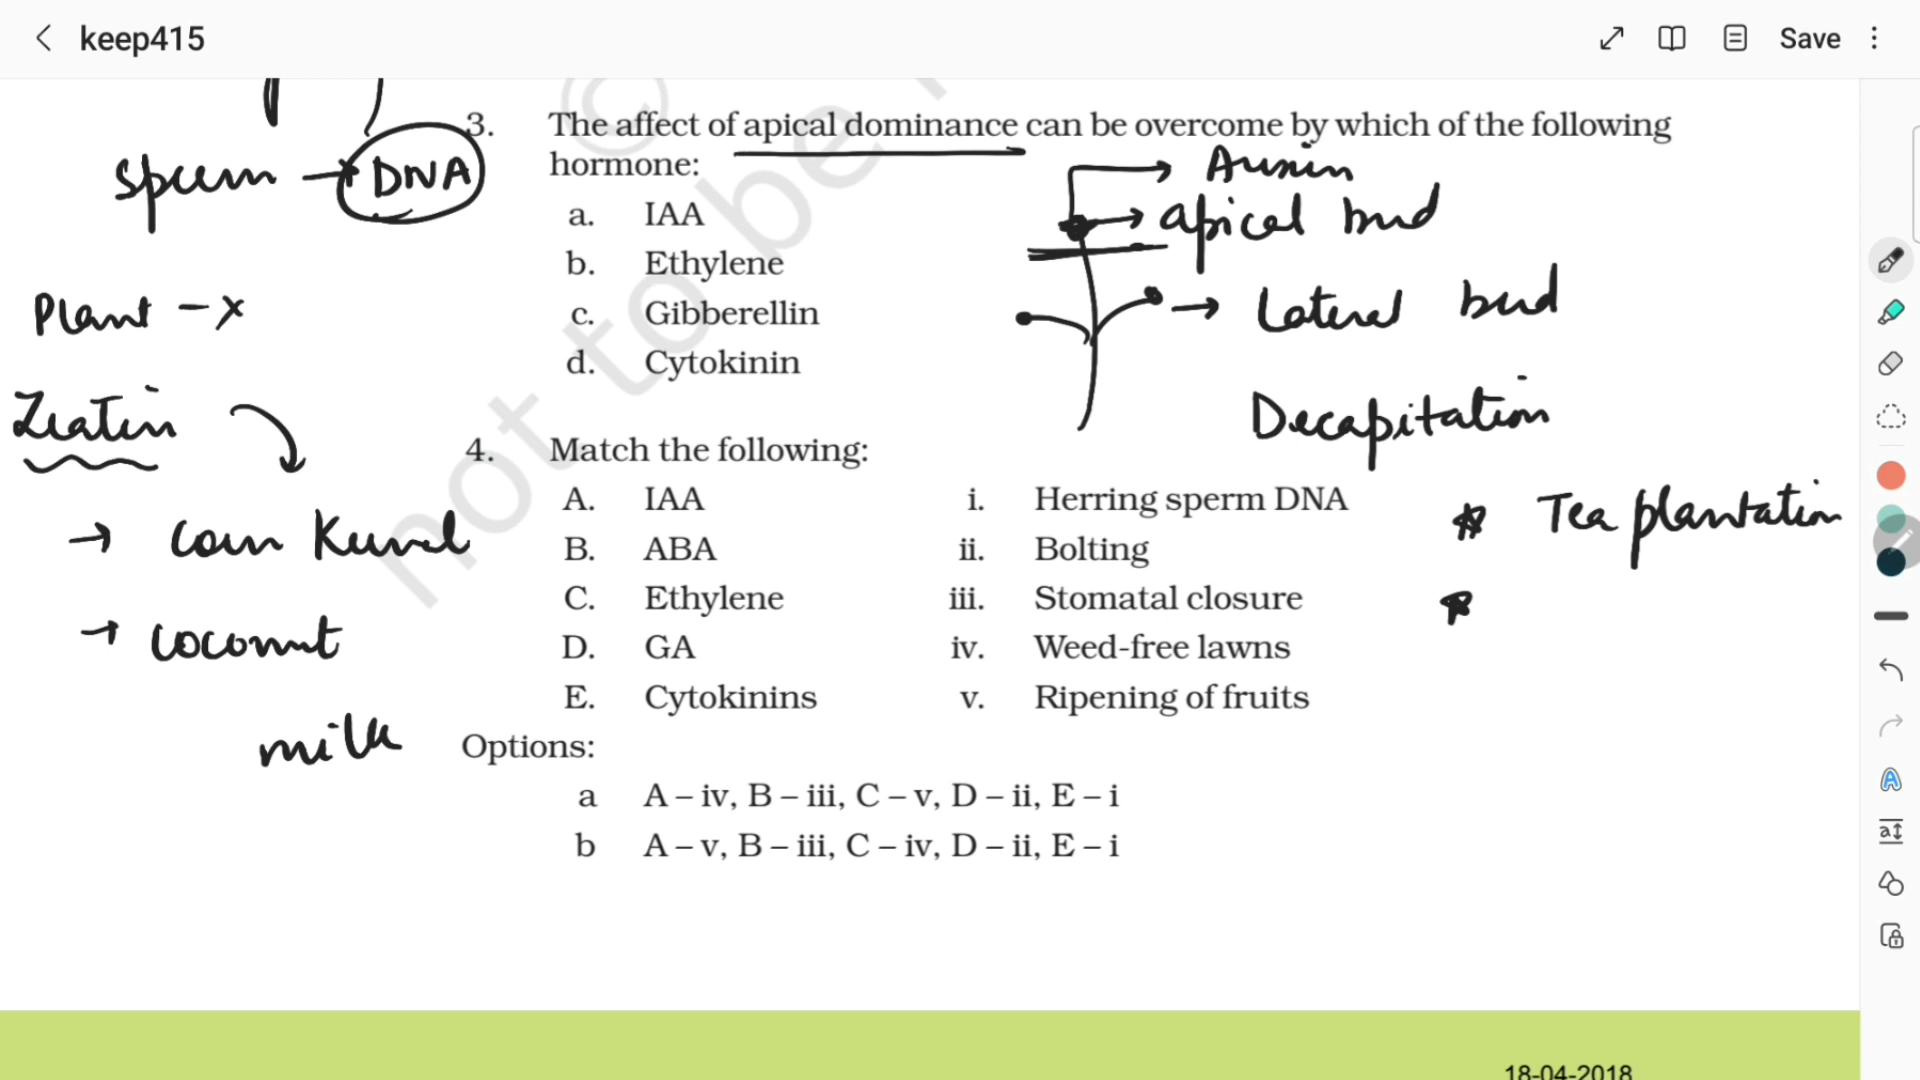 keep415
Save
3. The affect of apical dominance can be overcome by which of the following
hormone:
a. IAA
b. Ethylene
c. Gibberellin
d. Cytokinin
4. Match the following:
A. IAA i. Herring sperm DNA
B. ABA ii. Bolting
C. Ethylene iii. Stomatal closure
D. GA iv. Weed-free lawns
E. Cytokinins v. Ripening of fruits
Options:
a A – iv, B – iii, C – v, D – ii, E – i
b A – v, B – iii, C – iv, D – ii, E – i
sperm → DNA
Plant – x
Zeatin
→ corn Kernel
→ coconut
milk
→ Auxin
→ apical bud
→ Lateral bud
Decapitation
* Tea plantation
*
© not to be
18-04-2018